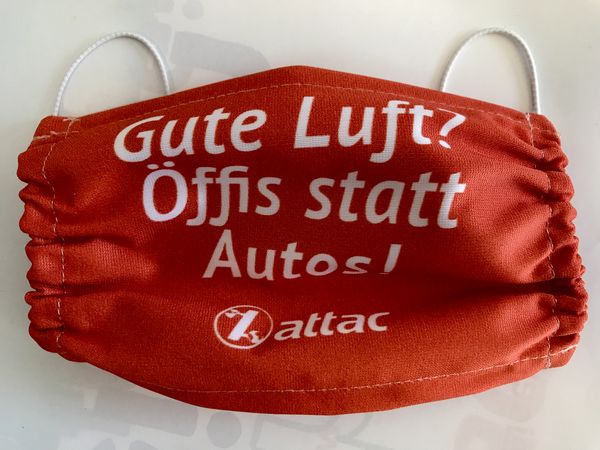 Gute Luft?
Öffis statt
Autos!
attac